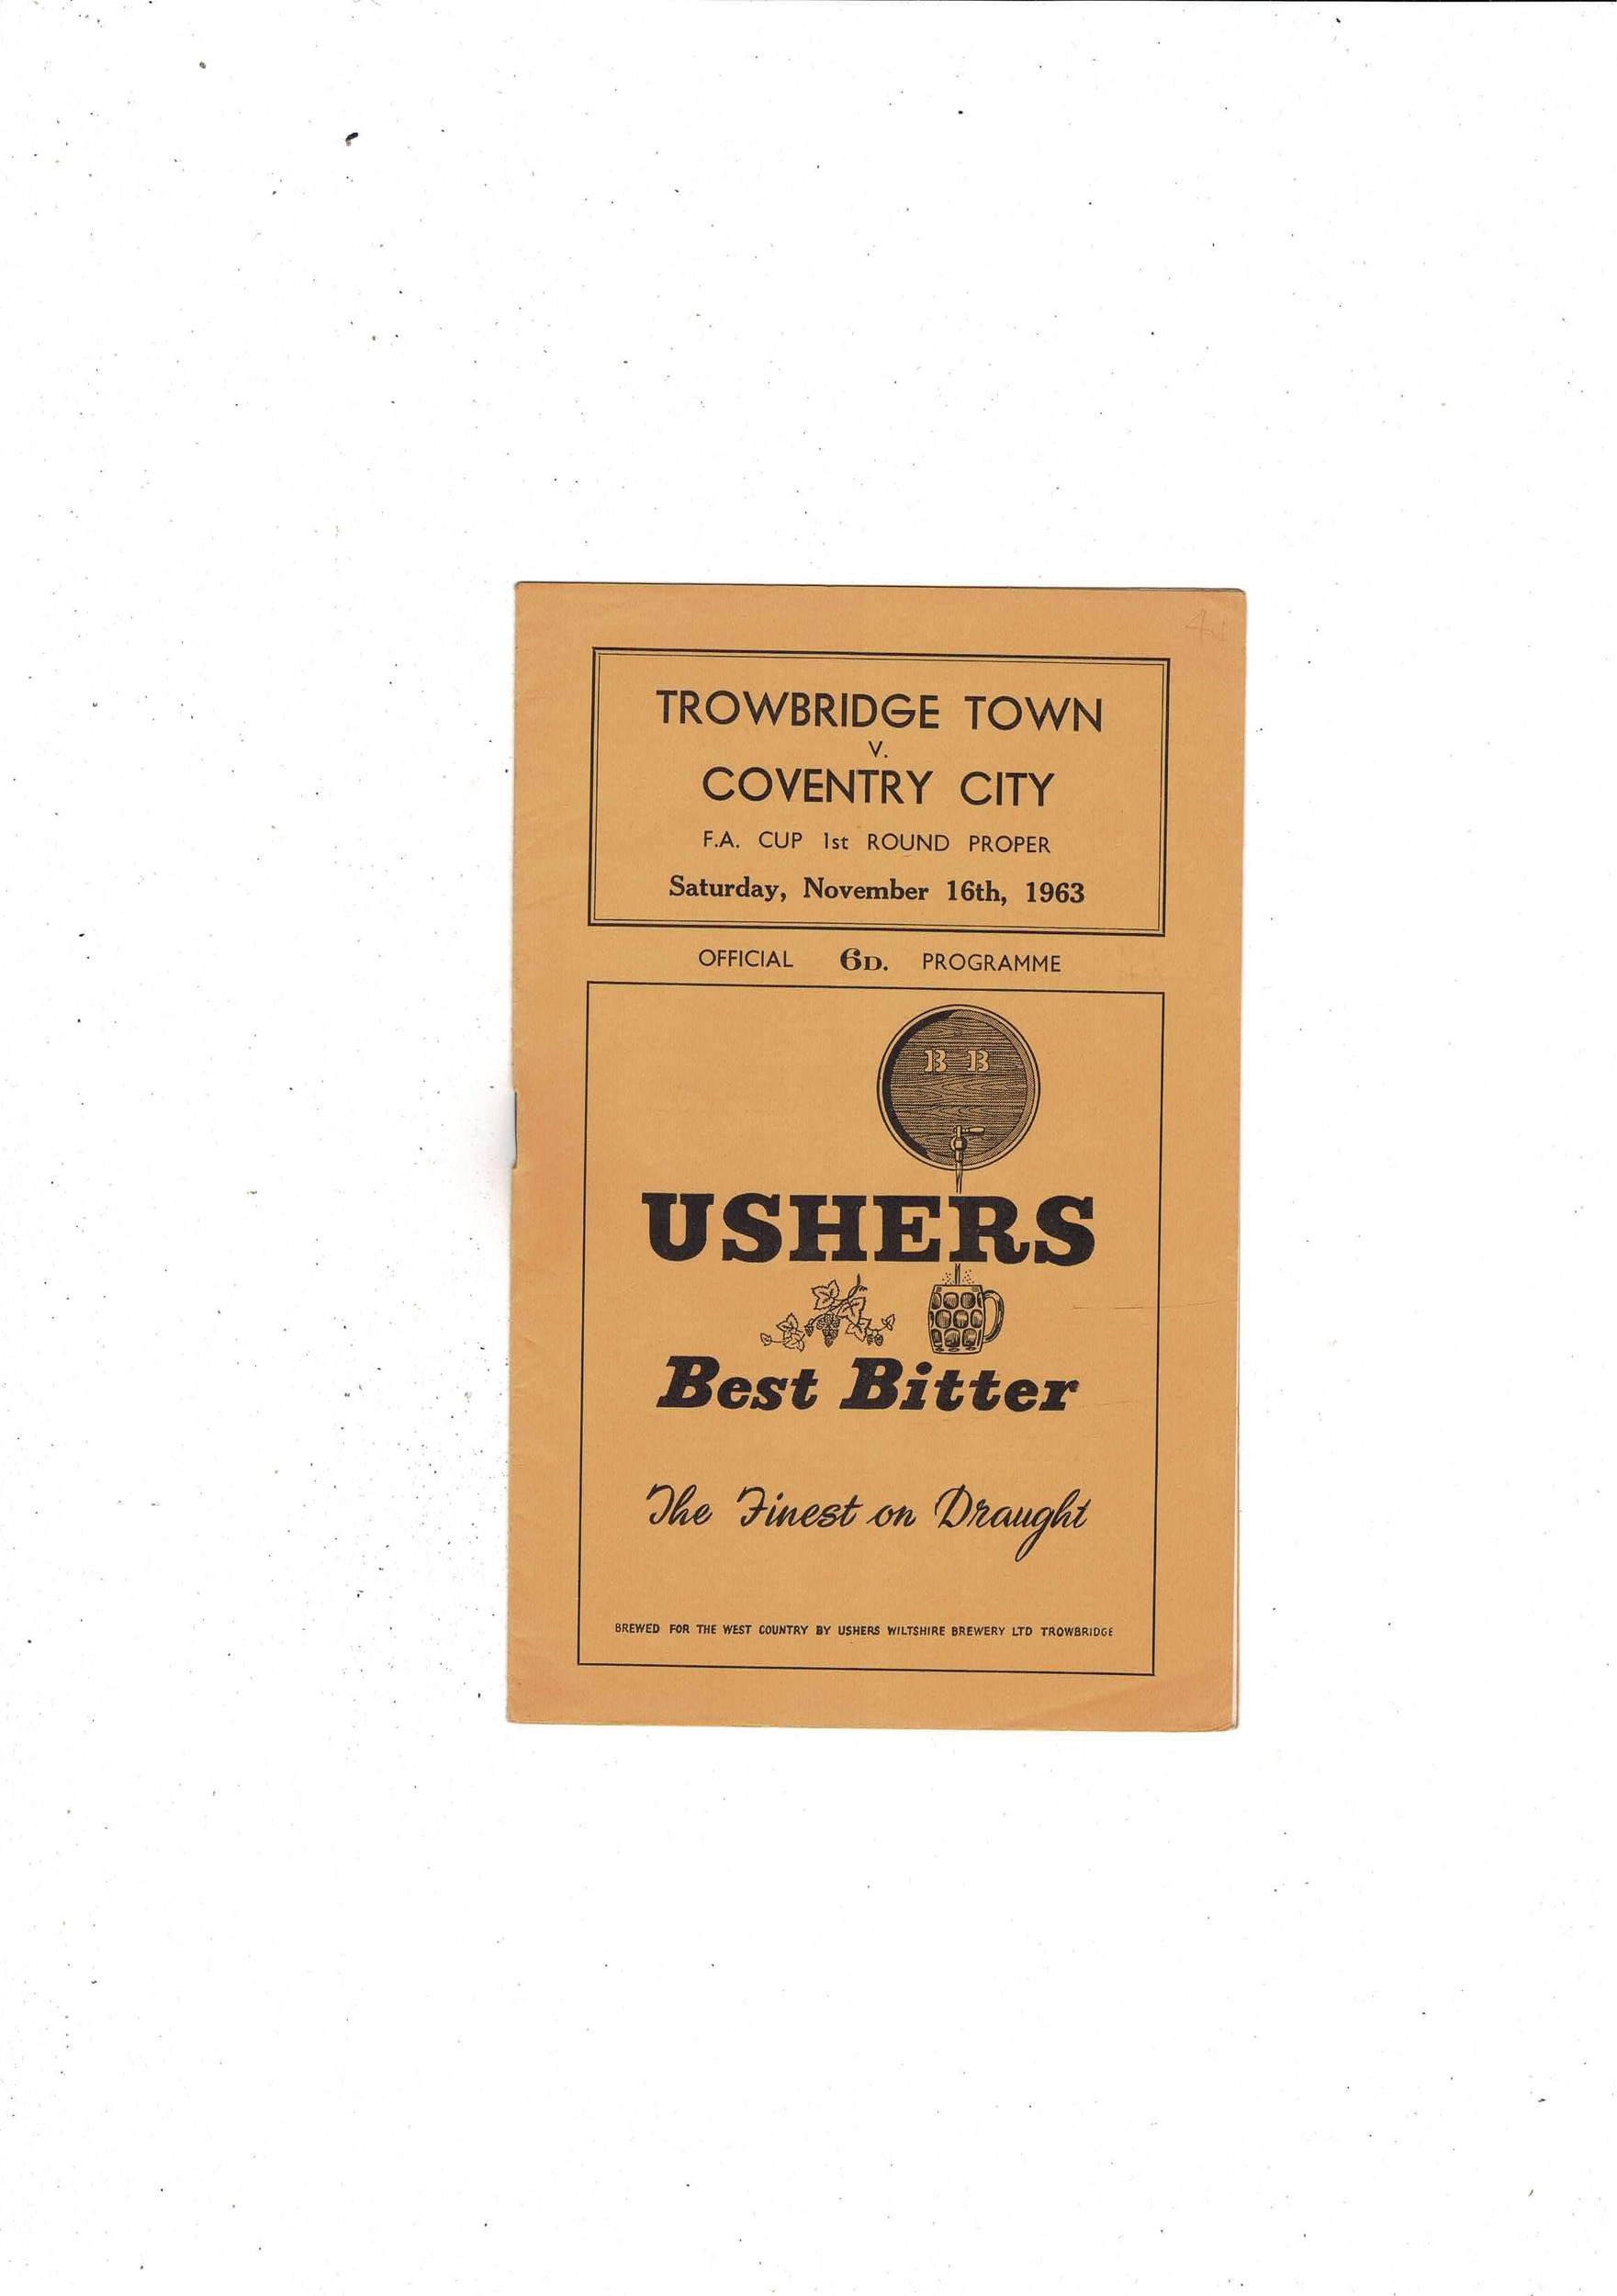 TROWBRIDGE TOWN
V.
COVENTRY CITY
F.A. CUP 1st ROUND PROPER
Saturday, November 16th, 1963
OFFICIAL 6D. PROGRAMME
B B
USHERS
Best Bitter
The Finest on Draught
BREWED FOR THE WEST COUNTRY BY USHERS WILTSHIRE BREWERY LTD TROWBRIDGE